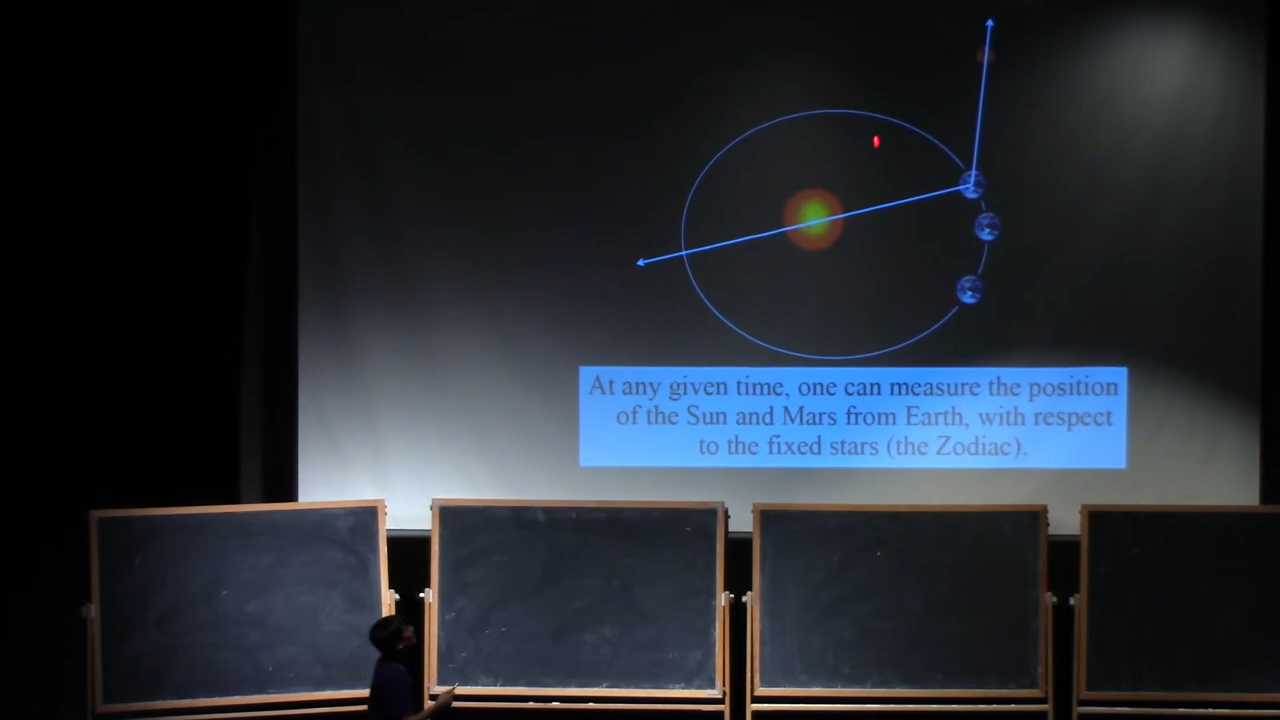 At any given time, one can measure the position
of the Sun and Mars from Earth, with respect
to the fixed stars (the Zodiac).